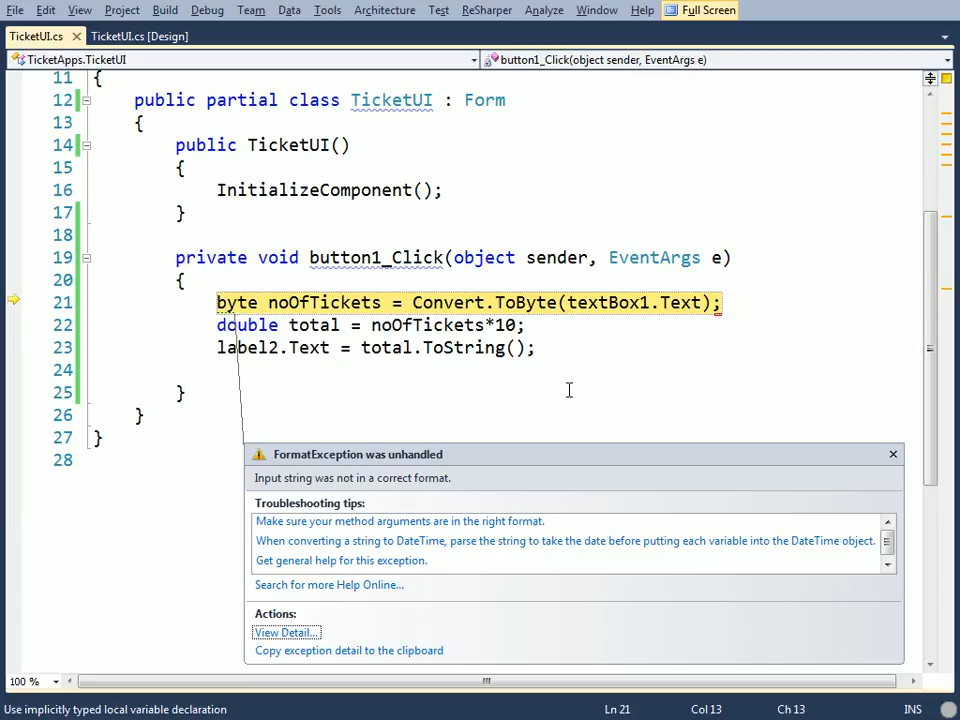 File Edit View Project Build Debug Team Data Tools Architecture Test ReSharper Analyze Window Help Full Screen
TicketUI.cs TicketUI.cs [Design]
TicketApps.TicketUI button1_Click(object sender, EventArgs e)
11 {
12 public partial class TicketUI : Form
13 {
14 public TicketUI()
15 {
16 InitializeComponent();
17 }
18
19 private void button1_Click(object sender, EventArgs e)
20 {
21 byte noOfTickets = Convert.ToByte(textBox1.Text);
22 double total = noOfTickets*10;
23 label2.Text = total.ToString();
24
25 }
26 }
27 }
28
FormatException was unhandled
Input string was not in a correct format.
Troubleshooting tips:
Make sure your method arguments are in the right format.
When converting a string to DateTime, parse the string to take the date before putting each variable into the DateTime object.
Get general help for this exception.
Search for more Help Online...
Actions:
View Detail...
Copy exception detail to the clipboard
100 %
Use implicitly typed local variable declaration Ln 21 Col 13 Ch 13 INS